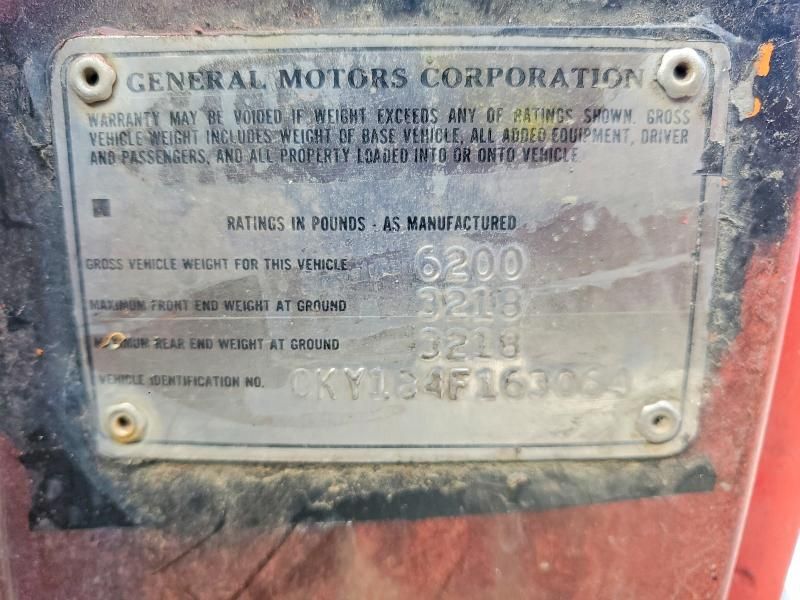 GENERAL MOTORS CORPORATION
WARRANTY MAY BE VOIDED IF WEIGHT EXCEEDS ANY OF RATINGS SHOWN. GROSS
VEHICLE WEIGHT INCLUDES WEIGHT OF BASE VEHICLE, ALL ADDED EQUIPMENT, DRIVER
AND PASSENGERS, AND ALL PROPERTY LOADED INTO OR ONTO VEHICLE.
RATINGS IN POUNDS - AS MANUFACTURED
GROSS VEHICLE WEIGHT FOR THIS VEHICLE 6200
MAXIMUM FRONT END WEIGHT AT GROUND 3218
MAXIMUM REAR END WEIGHT AT GROUND 3218
VEHICLE IDENTIFICATION NO. CKY184F163064